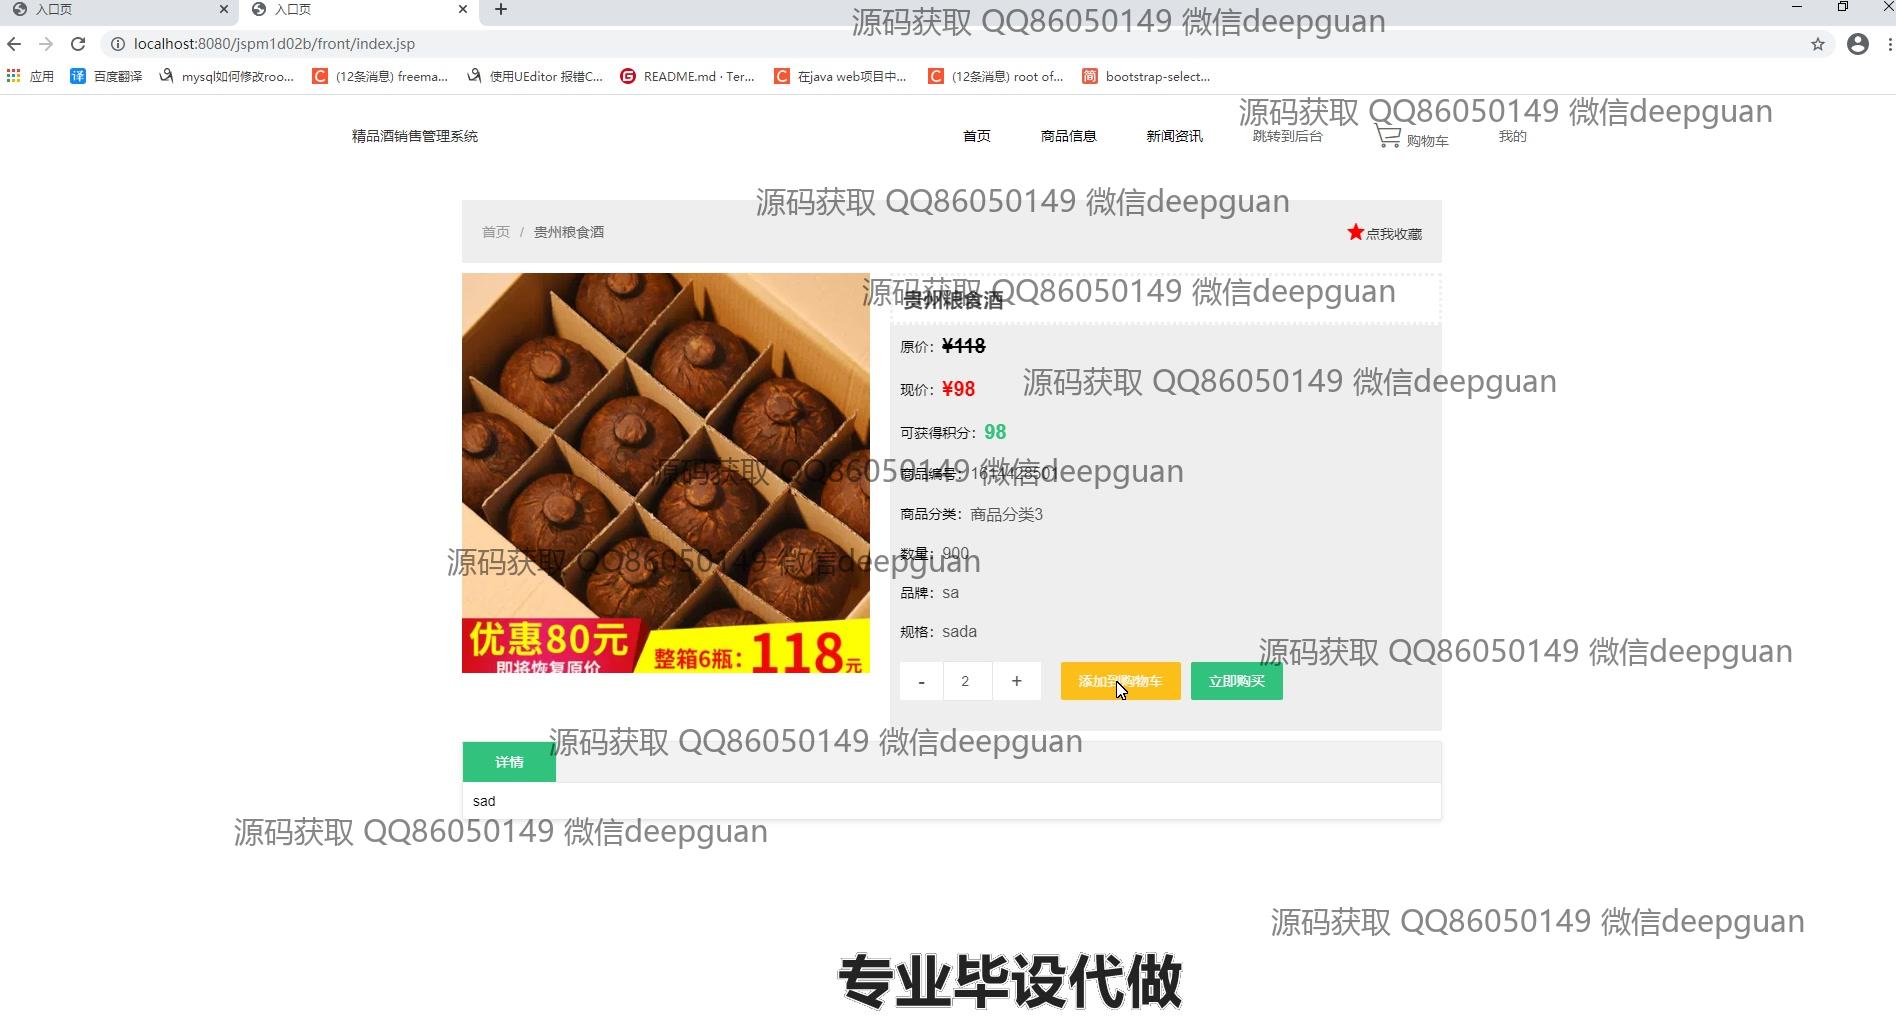 入口页
入口页
源码获取 QQ86050149 微信deepguan
localhost:8080/jspm1d02b/front/index.jsp
应用
百度翻译
mysql如何修改roo...
(12条消息) freema...
使用UEditor 报错C...
README.md · Ter...
在java web项目中...
(12条消息) root of...
bootstrap-select...
源码获取 QQ86050149 微信deepguan
精品酒销售管理系统
首页
商品信息
新闻资讯
跳转到后台
购物车
我的
源码获取 QQ86050149 微信deepguan
首页 / 贵州粮食酒
点我收藏
源码获取 QQ86050149 微信deepguan
贵州粮食酒
原价：¥118
源码获取 QQ86050149 微信deepguan
现价：¥98
可获得积分：98
源码获取 QQ86050149 微信deepguan
商品编号：1614428501
商品分类：商品分类3
源码获取 QQ86050149 微信deepguan
数量：900
品牌：sa
规格：sada
优惠80元
即将恢复原价
整箱6瓶：118元
源码获取 QQ86050149 微信deepguan
- 2 +
添加到购物车
立即购买
源码获取 QQ86050149 微信deepguan
详情
sad
源码获取 QQ86050149 微信deepguan
源码获取 QQ86050149 微信deepguan
专业毕设代做